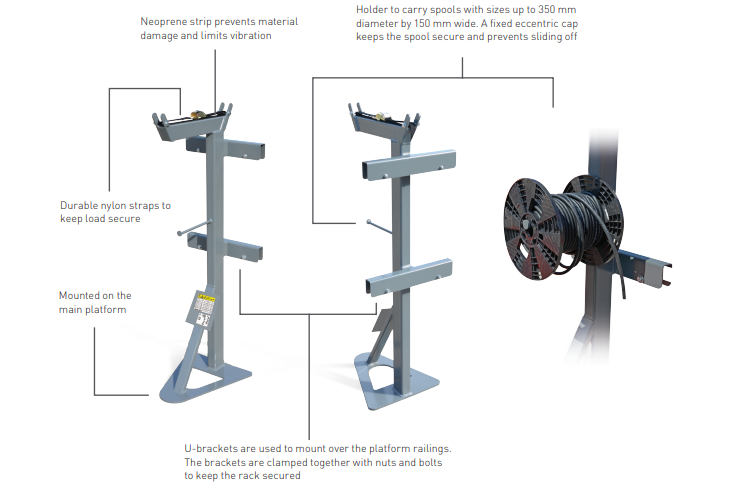 Neoprene strip prevents material
damage and limits vibration
Holder to carry spools with sizes up to 350 mm
diameter by 150 mm wide. A fixed eccentric cap
keeps the spool secure and prevents sliding off
Durable nylon straps to
keep load secure
Mounted on the
main platform
U-brackets are used to mount over the platform railings.
The brackets are clamped together with nuts and bolts
to keep the rack secured